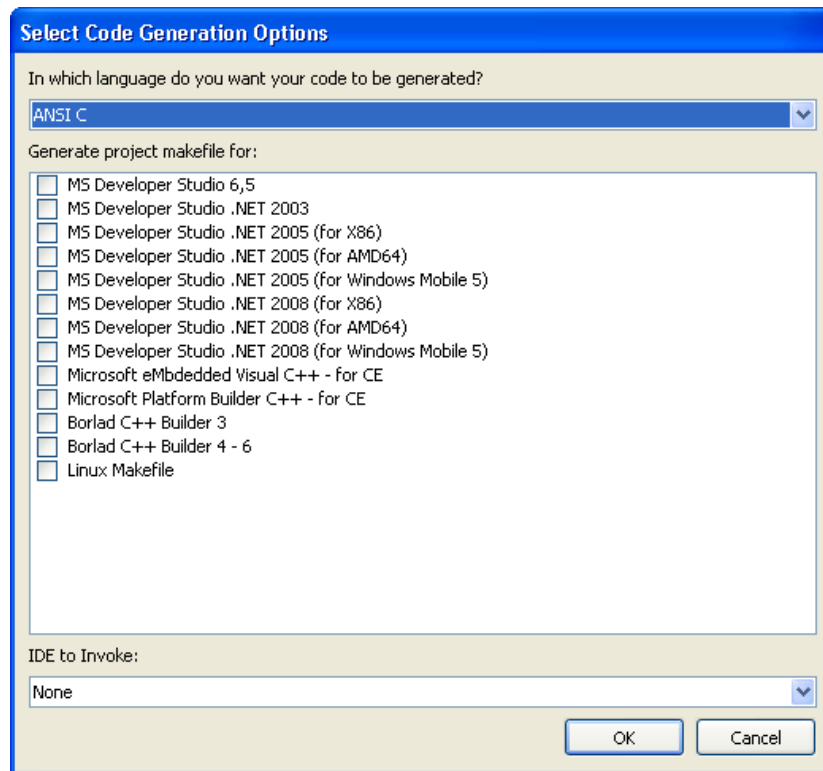 Select Code Generation Options
In which language do you want your code to be generated?
ANSI C
Generate project makefile for:
MS Developer Studio 6,5
MS Developer Studio .NET 2003
MS Developer Studio .NET 2005 (for X86)
MS Developer Studio .NET 2005 (for AMD64)
MS Developer Studio .NET 2005 (for Windows Mobile 5)
MS Developer Studio .NET 2008 (for X86)
MS Developer Studio .NET 2008 (for AMD64)
MS Developer Studio .NET 2008 (for Windows Mobile 5)
Microsoft eMbdedded Visual C++ - for CE
Microsoft Platform Builder C++ - for CE
Borlad C++ Builder 3
Borlad C++ Builder 4 - 6
Linux Makefile
IDE to Invoke:
None
OK Cancel